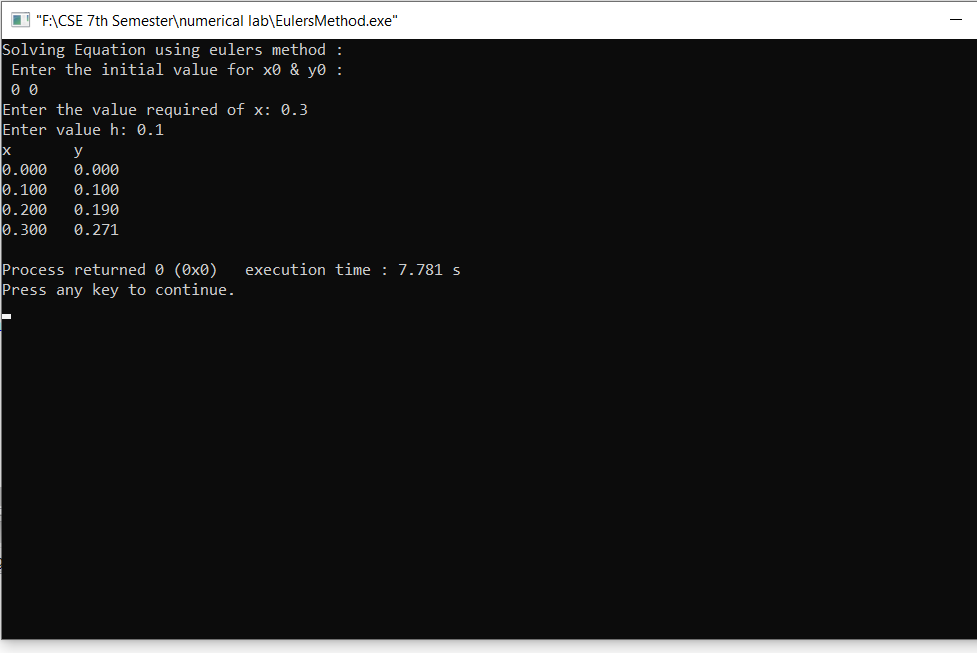 "F:\CSE 7th Semester\numerical lab\EulersMethod.exe"
Solving Equation using eulers method :
 Enter the initial value for x0 & y0 :
 0 0
Enter the value required of x: 0.3
Enter value h: 0.1
x       y
0.000   0.000
0.100   0.100
0.200   0.190
0.300   0.271
Process returned 0 (0x0)   execution time : 7.781 s
Press any key to continue.